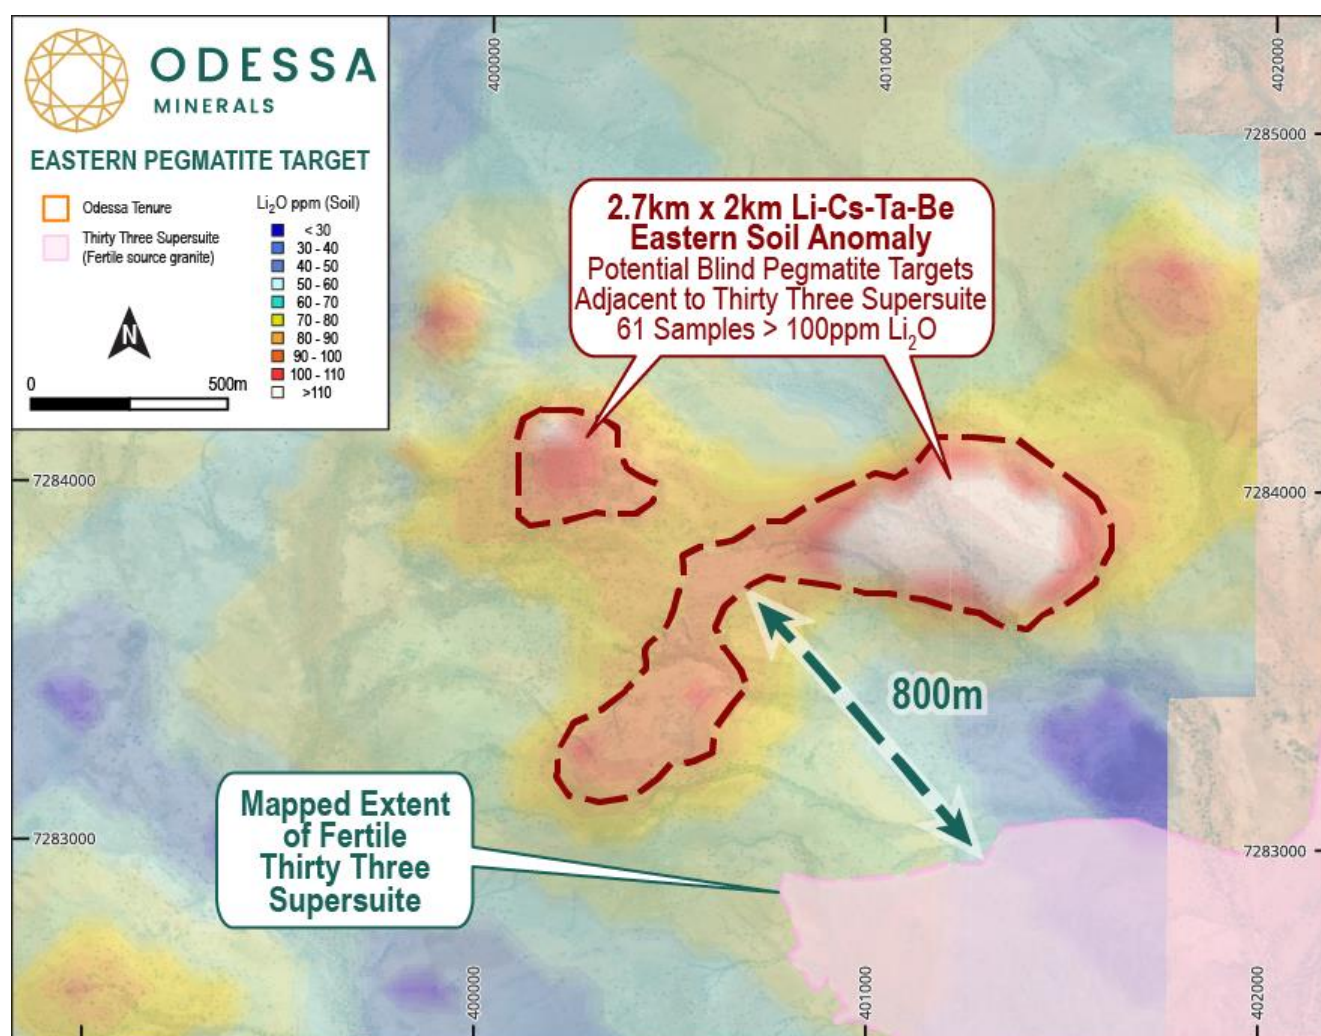 ODESSA
MINERALS
EASTERN PEGMATITE TARGET
Odessa Tenure
Thirty Three Supersuite
(Fertile source granite)
N
0 500m
Li₂O ppm (Soil)
< 30
30 - 40
40 - 50
50 - 60
60 - 70
70 - 80
80 - 90
90 - 100
100 - 110
>110
400000
401000
402000
7285000
2.7km x 2km Li-Cs-Ta-Be
Eastern Soil Anomaly
Potential Blind Pegmatite Targets
Adjacent to Thirty Three Supersuite
61 Samples > 100ppm Li₂O
7284000
7284000
800m
Mapped Extent
of Fertile
Thirty Three
Supersuite
7283000
7283000
400000
401000
402000